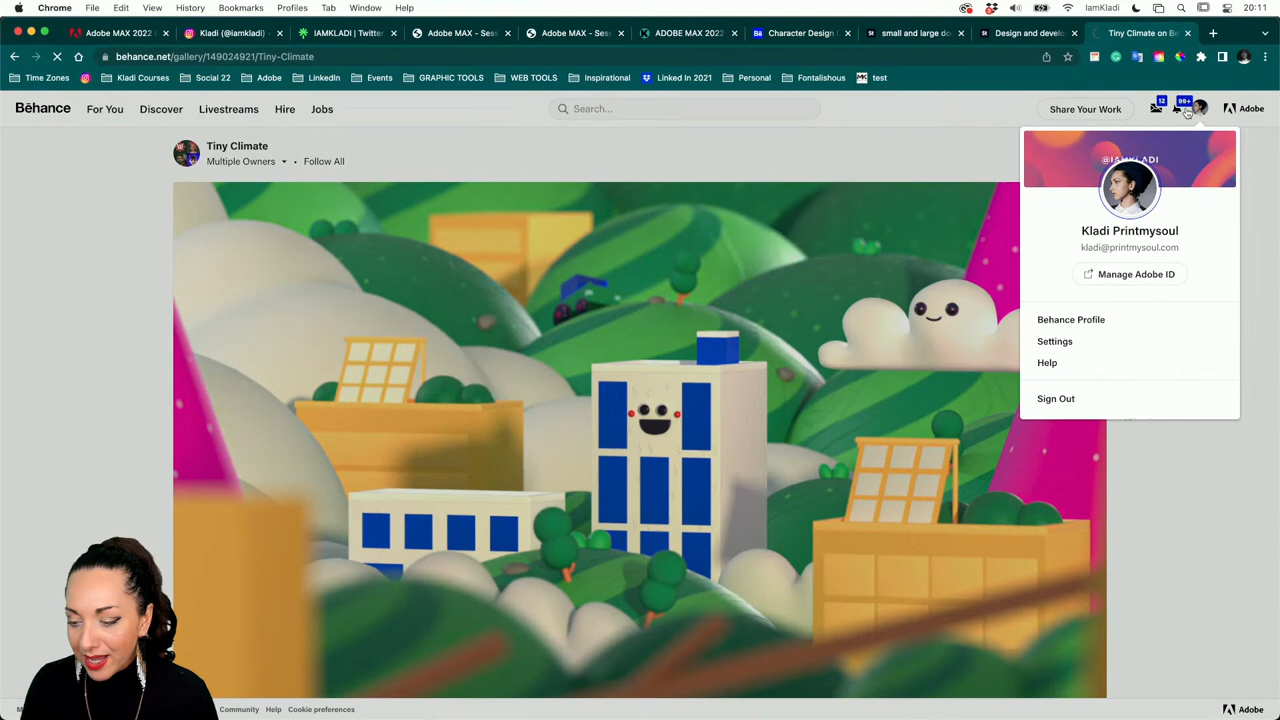 Chrome File Edit View History Bookmarks Profiles Tab Window Help IamKladi 20:11
Adobe MAX 2022 Kladi (@iamkladi) IAMKLADI | Twitter Adobe MAX - Sess Adobe MAX - Ses ADOBE MAX 2022 Character Design small and large do Design and develo Tiny Climate on Be
behance.net/gallery/149024921/Tiny-Climate
Time Zones Kladi Courses Social 22 Adobe LinkedIn Events GRAPHIC TOOLS WEB TOOLS Inspirational Linked In 2021 Personal Fontalishous test
Bēhance For You Discover Livestreams Hire Jobs Search... Share Your Work 12 99+ Adobe
Tiny Climate
Multiple Owners • Follow All
@IAMKLADI
Kladi Printmysoul
kladi@printmysoul.com
Manage Adobe ID
Behance Profile
Settings
Help
Sign Out
Community Help Cookie preferences Adobe